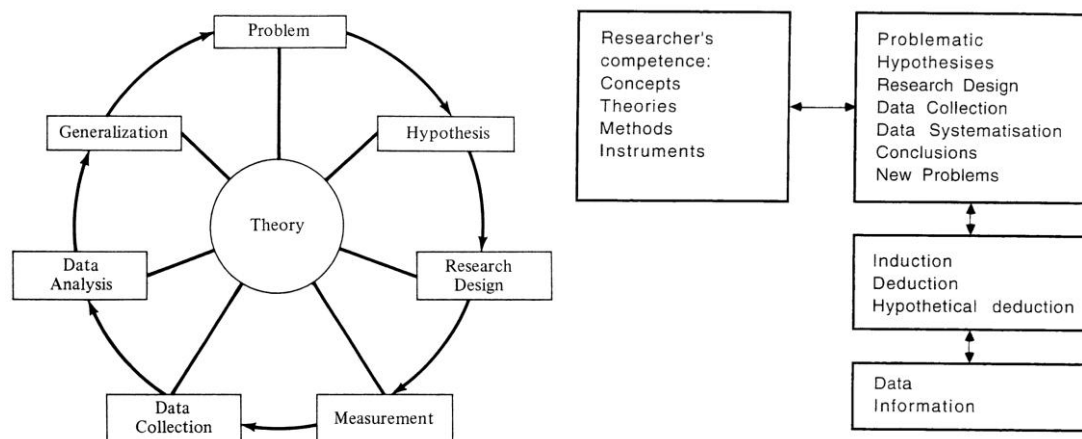 Problem
Hypothesis
Research
Design
Measurement
Data
Collection
Data
Analysis
Generalization
Theory
Researcher's
competence:
Concepts
Theories
Methods
Instruments
Problematic
Hypothesises
Research Design
Data Collection
Data Systematisation
Conclusions
New Problems
Induction
Deduction
Hypothetical deduction
Data
Information